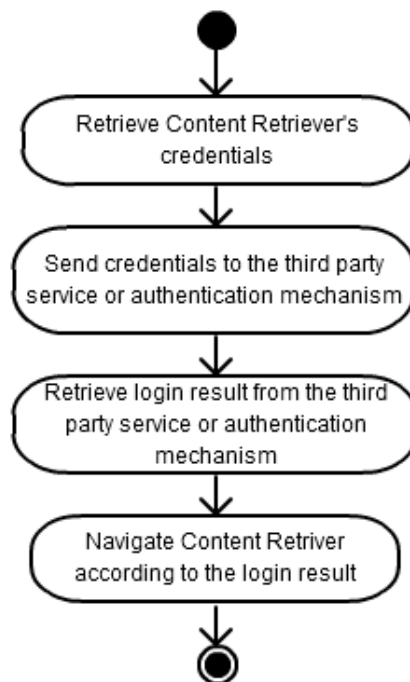 Retrieve Content Retriever's
credentials
Send credentials to the third party
service or authentication mechanism
Retrieve login result from the third
party service or authentication
mechanism
Navigate Content Retriver
according to the login result